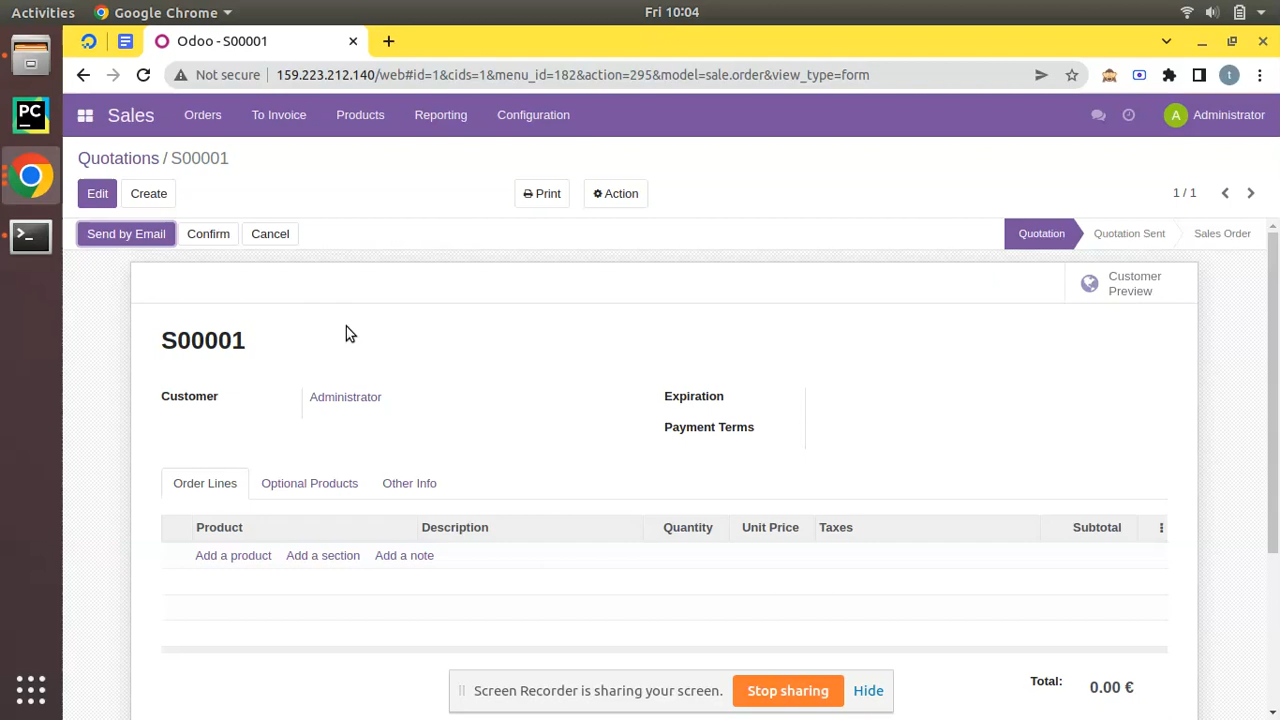 Activities Google Chrome Fri 10:04
Odoo - S00001
Not secure 159.223.212.140/web#id=1&cids=1&menu_id=182&action=295&model=sale.order&view_type=form t
PC
Sales Orders To Invoice Products Reporting Configuration A Administrator
Quotations / S00001
Edit Create Print Action 1 / 1
Send by Email Confirm Cancel Quotation Quotation Sent Sales Order
Customer
Preview
S00001
Customer Administrator Expiration
Payment Terms
Order Lines Optional Products Other Info
Product Description Quantity Unit Price Taxes Subtotal
Add a product Add a section Add a note
Screen Recorder is sharing your screen. Stop sharing Hide
Total: 0.00 €